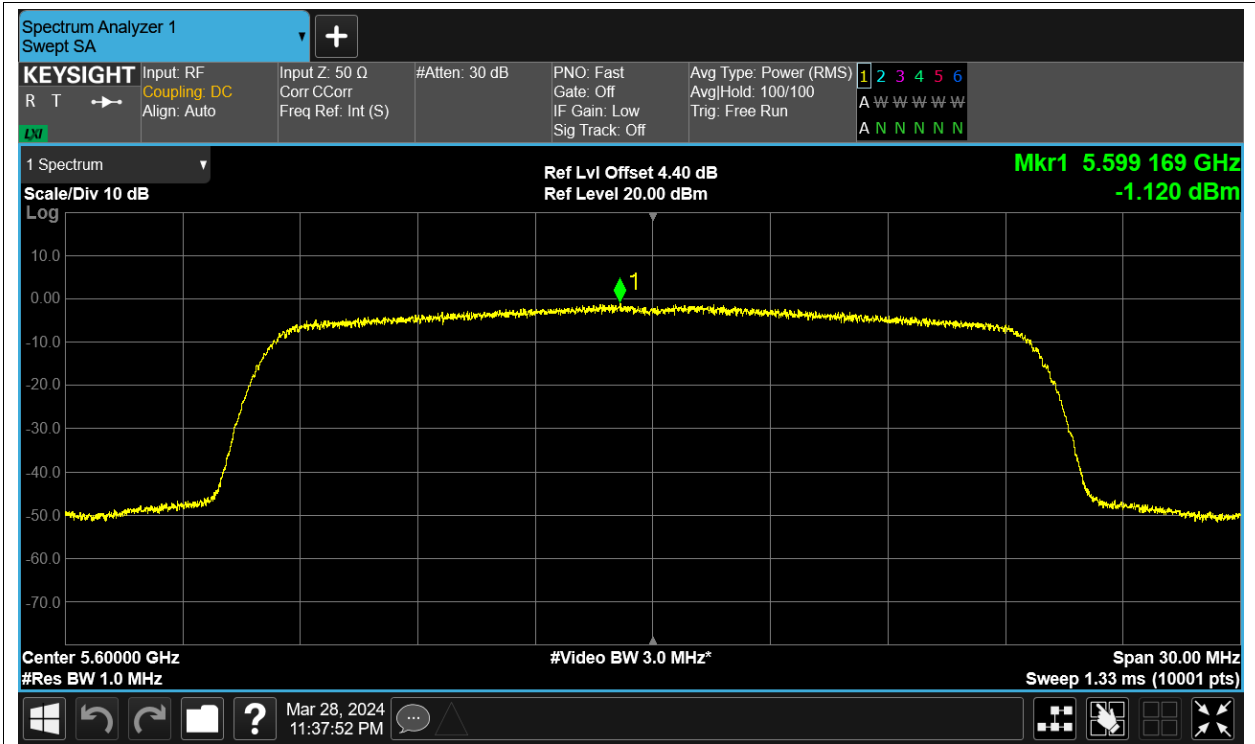 Spectrum Analyzer 1
Swept SA
KEYSIGHT
R T
LXI
Input: RF
Coupling: DC
Align: Auto
Input Z: 50 Ω
Corr CCorr
Freq Ref: Int (S)
#Atten: 30 dB
PNO: Fast
Gate: Off
IF Gain: Low
Sig Track: Off
Avg Type: Power (RMS)
Avg|Hold: 100/100
Trig: Free Run
1 2 3 4 5 6
A W W W W W
A N N N N N
1 Spectrum
Scale/Div 10 dB
Log
Ref Lvl Offset 4.40 dB
Ref Level 20.00 dBm
Mkr1 5.599 169 GHz
-1.120 dBm
1
10.0
0.00
-10.0
-20.0
-30.0
-40.0
-50.0
-60.0
-70.0
Center 5.60000 GHz
#Res BW 1.0 MHz
#Video BW 3.0 MHz*
Span 30.00 MHz
Sweep 1.33 ms (10001 pts)
?
Mar 28, 2024
11:37:52 PM